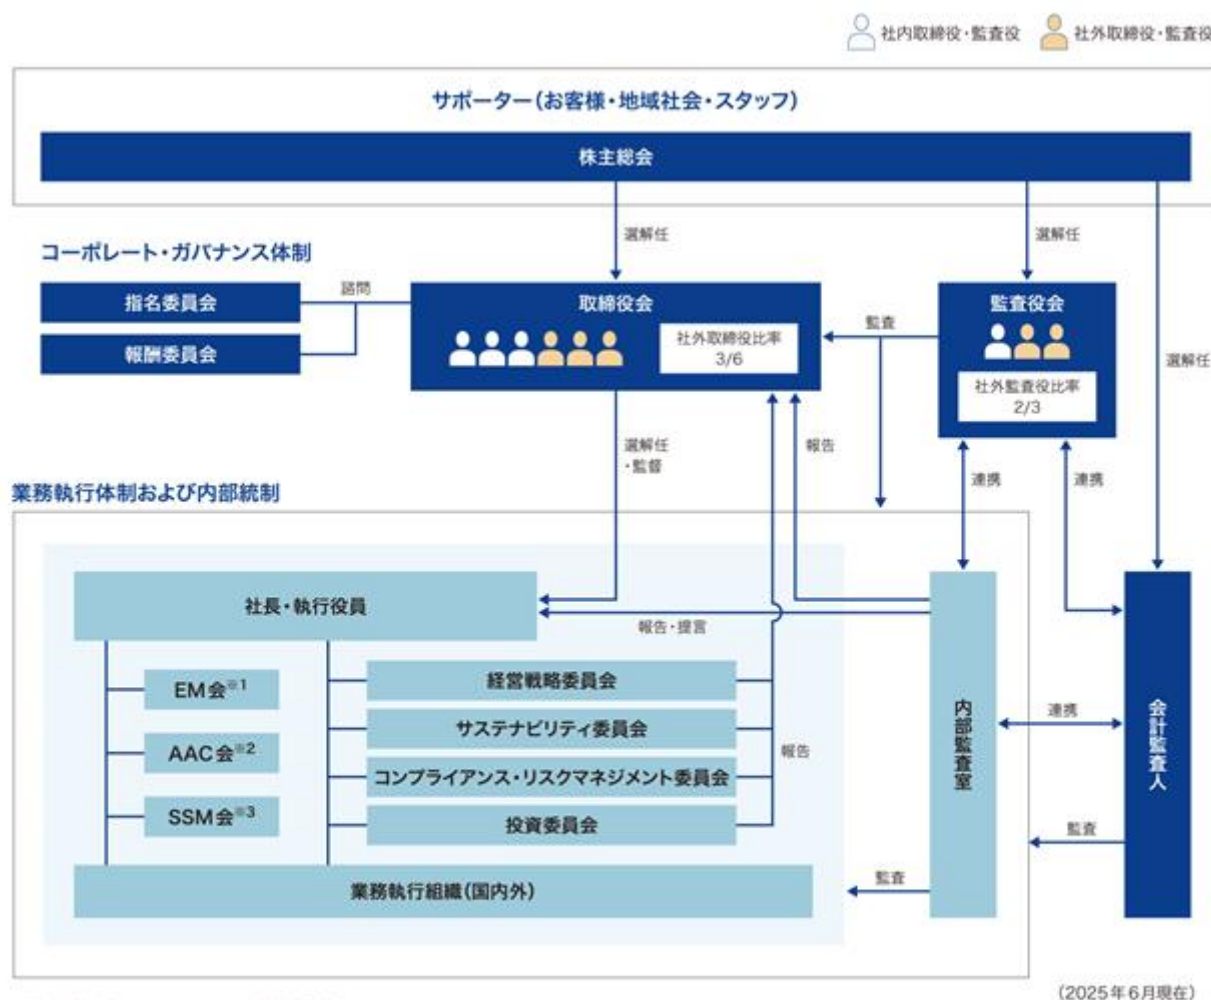 社内取締役・監査役
社外取締役・監査役
サポーター(お客様・地域社会・スタッフ)
株主総会
選解任
選解任
選解任
コーポレート・ガバナンス体制
指名委員会
報酬委員会
諮問
取締役会
社外取締役比率
3/6
監査
監査役会
社外監査役比率
2/3
選解任
・監督
報告
連携
連携
業務執行体制および内部統制
社長・執行役員
報告・提言
EM会※1
AAC会※2
SSM会※3
経営戦略委員会
サステナビリティ委員会
コンプライアンス・リスクマネジメント委員会
投資委員会
報告
内部監査室
連携
会計監査人
監査
監査
業務執行組織(国内外)
(2025年6月現在)